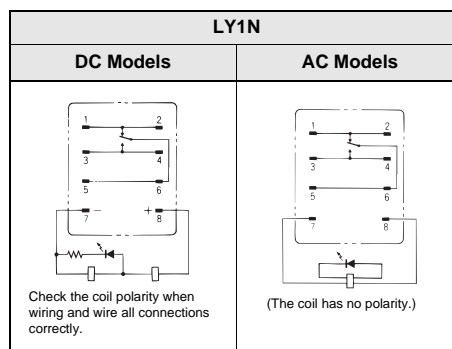 LY1N
DC Models
AC Models
1 2
3 4
5 6
7 − + 8
Check the coil polarity when
wiring and wire all connections
correctly.
1 2
3 4
5 6
7 8
(The coil has no polarity.)